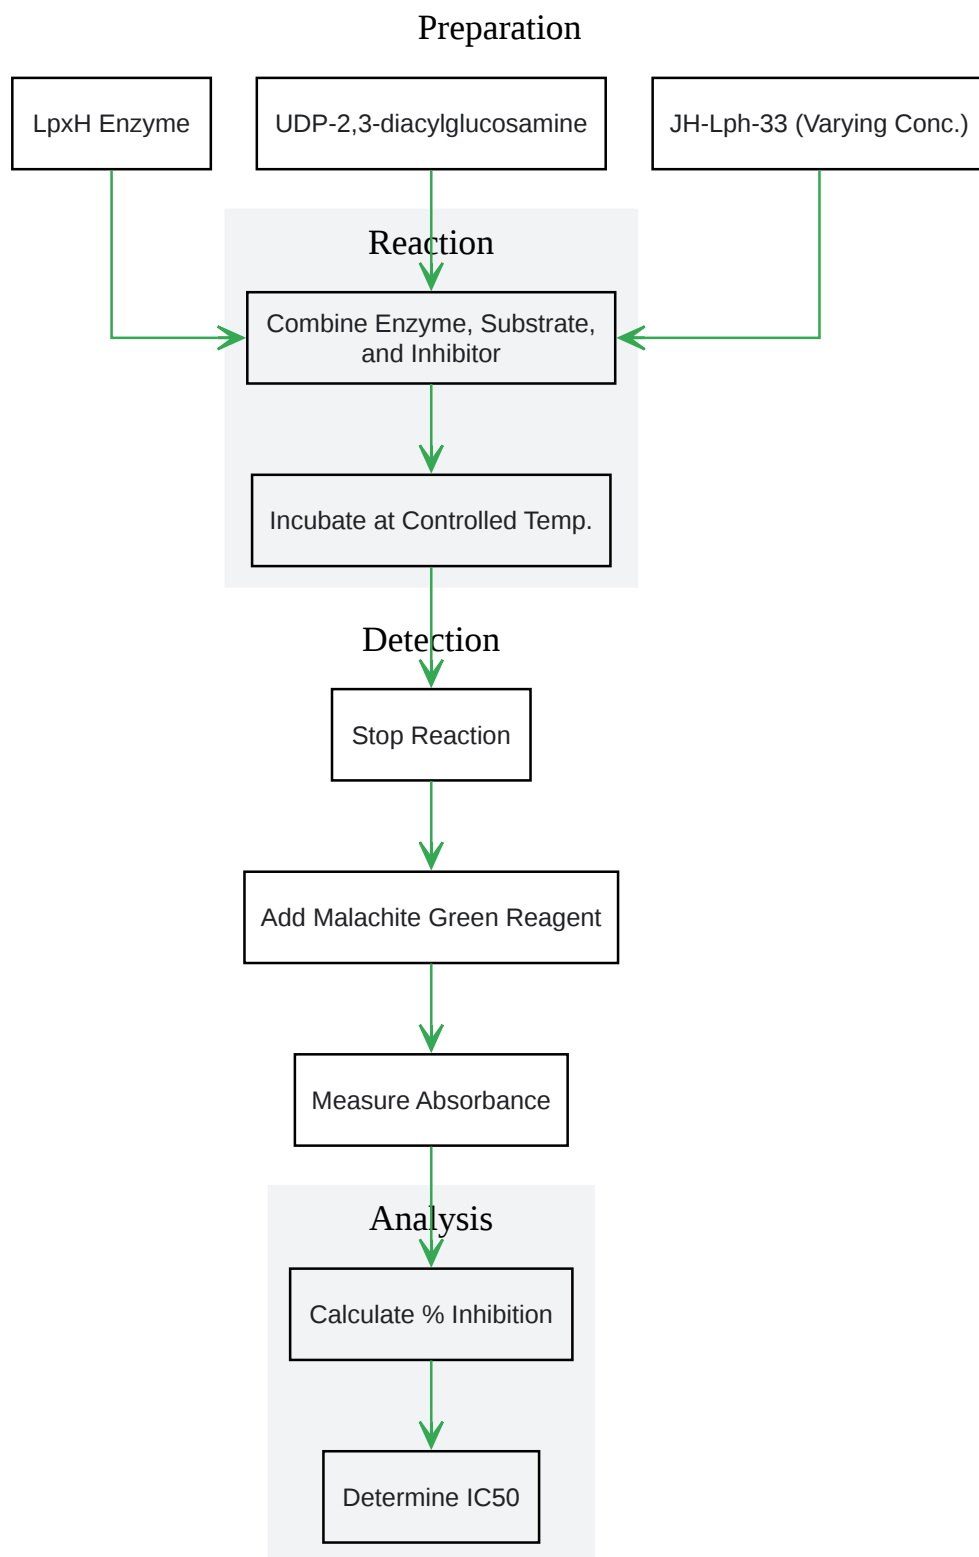 Preparation
LpxH Enzyme
UDP-2,3-diacylglucosamine
JH-Lph-33 (Varying Conc.)
Reaction
Combine Enzyme, Substrate,
and Inhibitor
Incubate at Controlled Temp.
Detection
Stop Reaction
Add Malachite Green Reagent
Measure Absorbance
Analysis
Calculate % Inhibition
Determine IC50